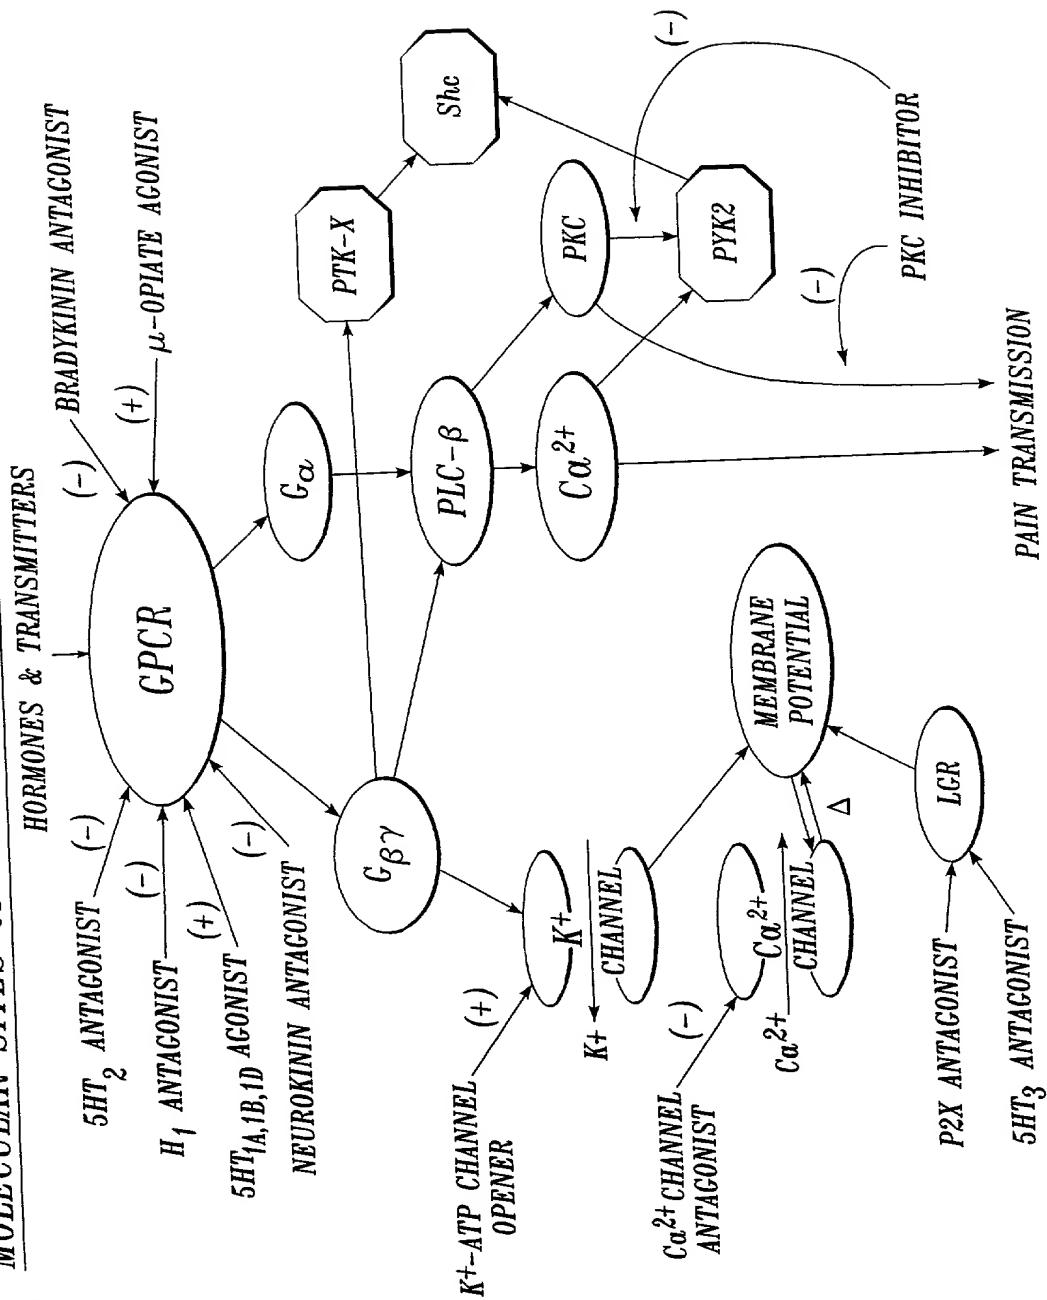 MOLECULAR SITES
HORMONES & TRANSMITTERS
BRADYKININ ANTAGONIST
(-)
μ-OPIATE AGONIST
(+)
5HT2 ANTAGONIST
(-)
H1 ANTAGONIST
(-)
5HT1A,1B,1D AGONIST
(+)
NEUROKININ ANTAGONIST
(-)
GPCR
Gα
Gβγ
PTK-X
Shc
PLC-β
PKC
Ca2+
PYK2
(-)
(-)
PKC INHIBITOR
PAIN TRANSMISSION
K+-ATP CHANNEL
OPENER
(+)
K+
CHANNEL
K+
Ca2+ CHANNEL
ANTAGONIST
(-)
Ca2+
CHANNEL
Ca2+
MEMBRANE
POTENTIAL
Δ
LGR
P2X ANTAGONIST
5HT3 ANTAGONIST